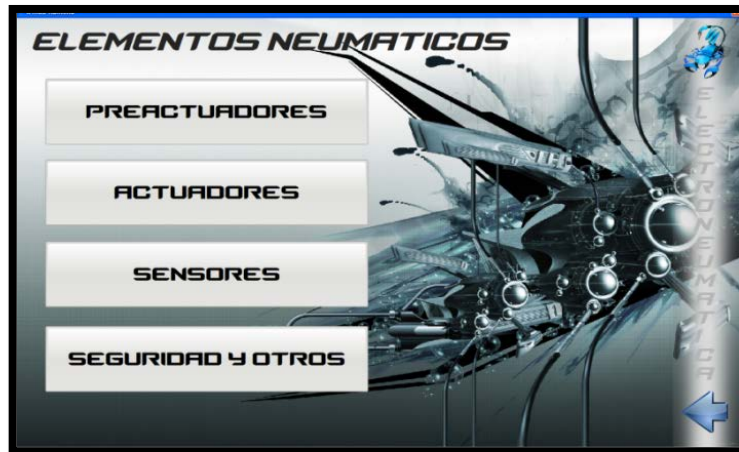 ELEMENTOS NEUMATICOS
PREACTUADORES
ACTUADORES
SENSORES
SEGURIDAD Y OTROS
ELECTRONEUMATICA